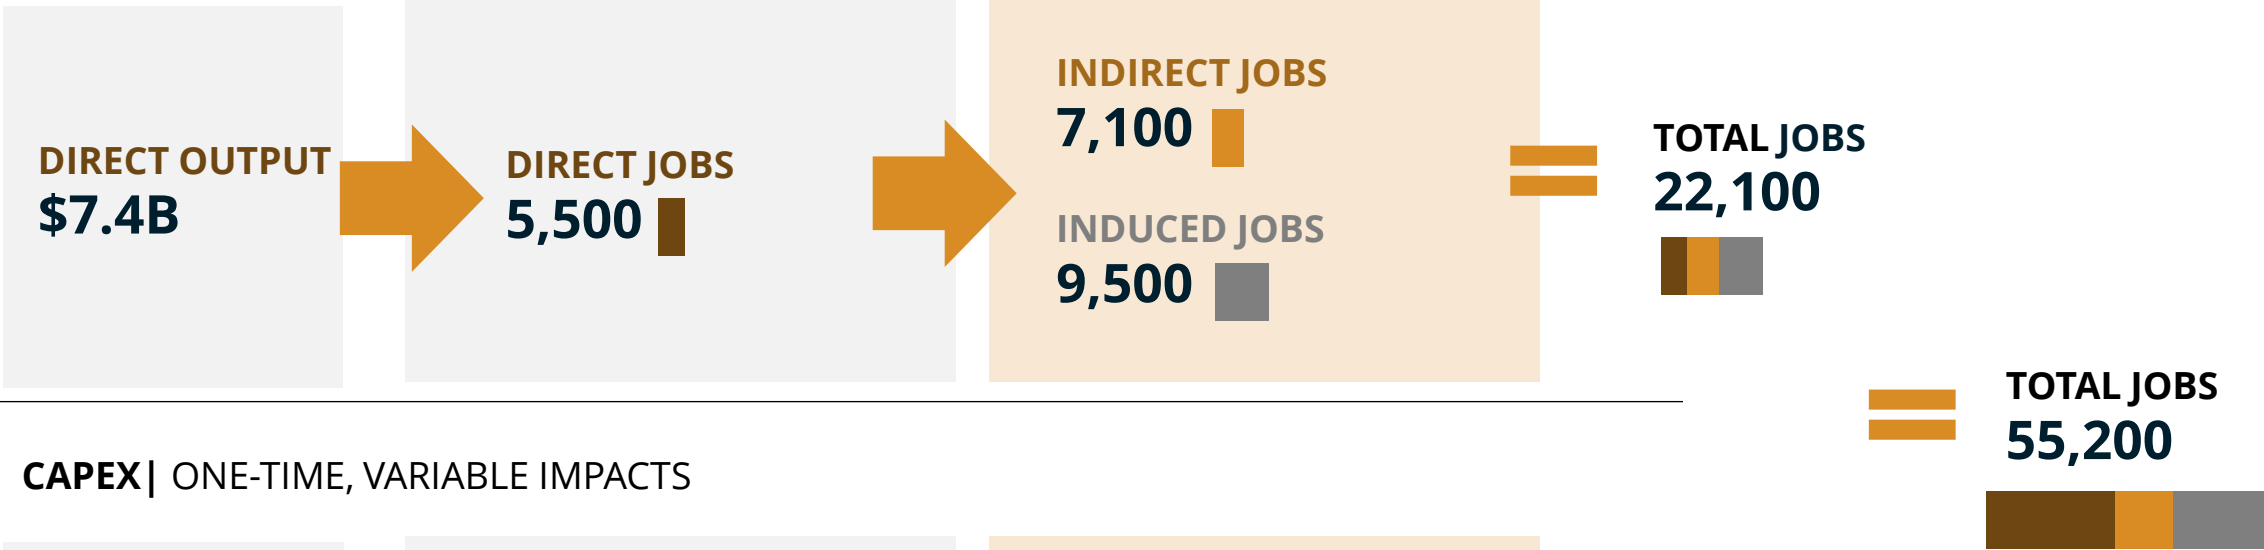 DIRECT OUTPUT
$7.4B
DIRECT JOBS
5,500
INDIRECT JOBS
7,100
INDUCED JOBS
9,500
TOTAL JOBS
22,100
TOTAL JOBS
55,200
CAPEX| ONE-TIME, VARIABLE IMPACTS